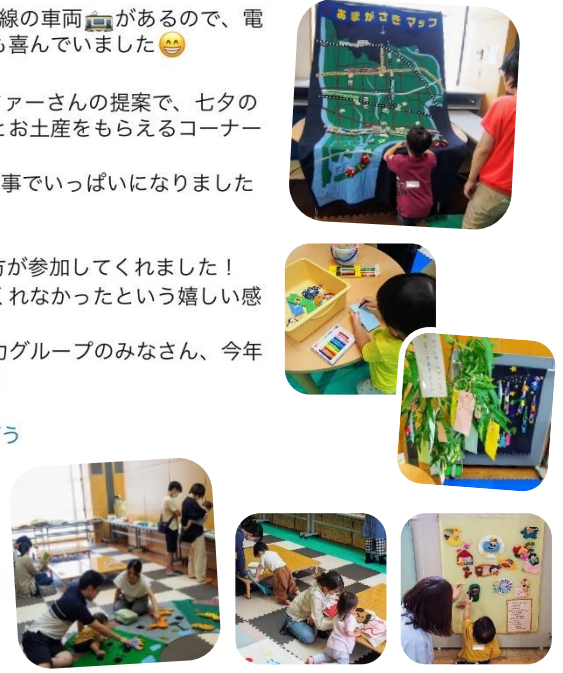 線の車両📺があるので、電
も喜んでいました😁
ファーさんの提案で、七夕の
とお土産をもらえるコーナー
事でいっぱいになりました
方が参加してくれました！
くれなかったという嬉しい感
力グループのみなさん、今年
う
あまがさきマップ